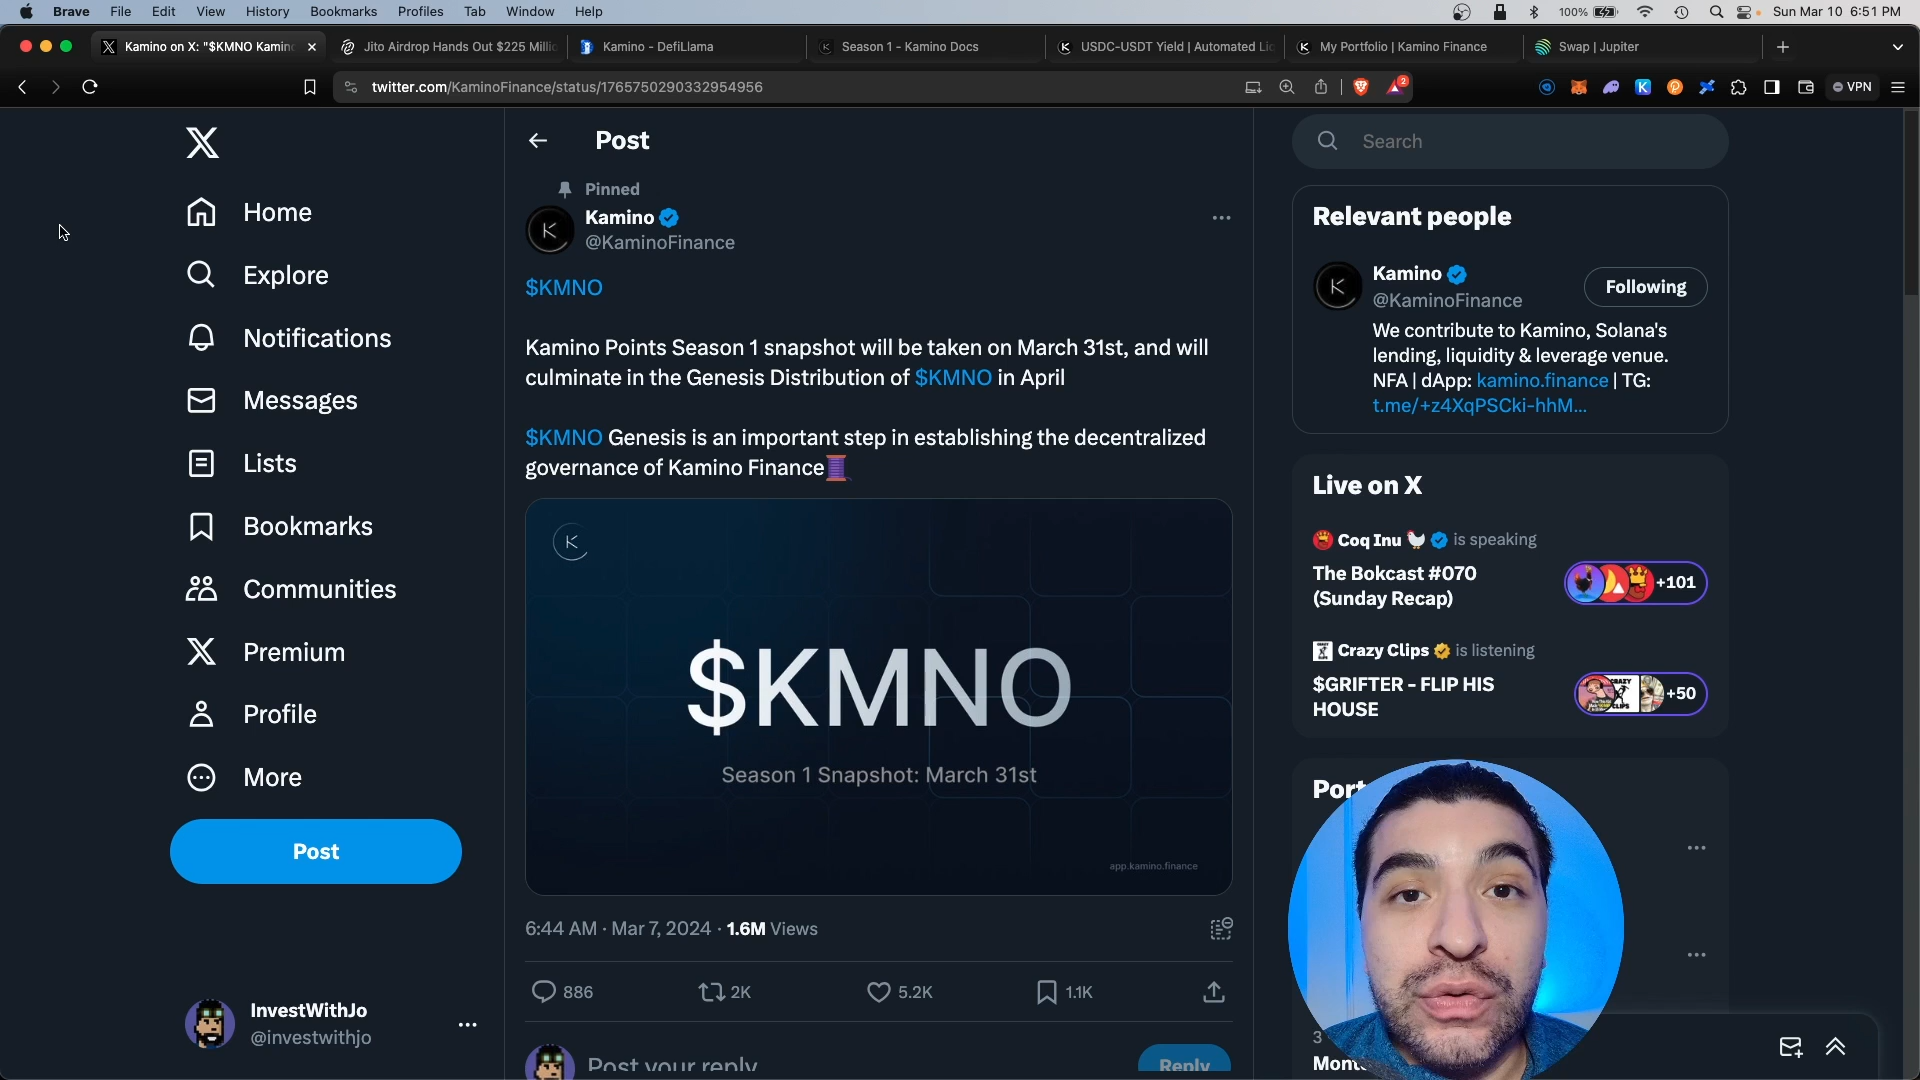 Brave File Edit View History Bookmarks Profiles Tab Window Help 100% Sun Mar 10 6:51 PM
Kamino on X: "$KMNO Kamino Jito Airdrop Hands Out $225 Millio Kamino - DefiLlama Season 1 - Kamino Docs USDC-USDT Yield | Automated Li My Portfolio | Kamino Finance Swap | Jupiter
twitter.com/KaminoFinance/status/1765750290332954956 2 VPN
Home
Explore
Notifications
Messages
Lists
Bookmarks
Communities
Premium
Profile
More
Post
InvestWithJo
@investwithjo
Post
Pinned
Kamino
@KaminoFinance
$KMNO
Kamino Points Season 1 snapshot will be taken on March 31st, and will
culminate in the Genesis Distribution of $KMNO in April
$KMNO Genesis is an important step in establishing the decentralized
governance of Kamino Finance🧵
$KMNO
Season 1 Snapshot: March 31st
app.kamino.finance
6:44 AM · Mar 7, 2024 · 1.6M Views
886 2K 5.2K 1.1K
Post your reply Reply
Search
Relevant people
Kamino
@KaminoFinance
Following
We contribute to Kamino, Solana's
lending, liquidity & leverage venue.
NFA | dApp: kamino.finance | TG:
t.me/+z4XqPSCki-hhM...
Live on X
Coq Inu 🐓 is speaking
The Bokcast #070
(Sunday Recap)
+101
Crazy Clips is listening
$GRIFTER - FLIP HIS
HOUSE
+50